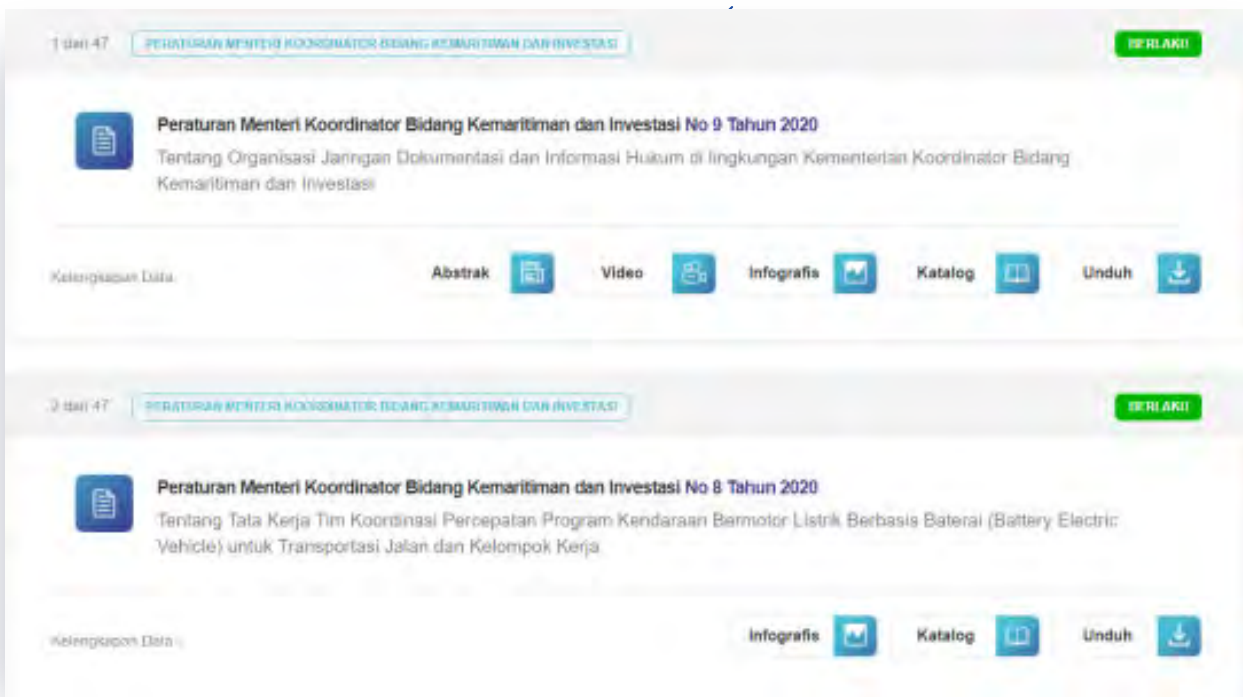 1 dari 47 PERATURAN MENTERI KOORDINATOR BIDANG KEMARITIMAN DAN INVESTASI BERLAKU
Peraturan Menteri Koordinator Bidang Kemaritiman dan Investasi No 9 Tahun 2020
Tentang Organisasi Jaringan Dokumentasi dan Informasi Hukum di lingkungan Kementerian Koordinator Bidang
Kemaritiman dan Investasi
Kelengkapan Data Abstrak Video Infografis Katalog Unduh
2 dari 47 PERATURAN MENTERI KOORDINATOR BIDANG KEMARITIMAN DAN INVESTASI BERLAKU
Peraturan Menteri Koordinator Bidang Kemaritiman dan Investasi No 8 Tahun 2020
Tentang Tata Kerja Tim Koordinasi Percepatan Program Kendaraan Bermotor Listrik Berbasis Baterai (Battery Electric
Vehicle) untuk Transportasi Jalan dan Kelompok Kerja
Kelengkapan Data Infografis Katalog Unduh